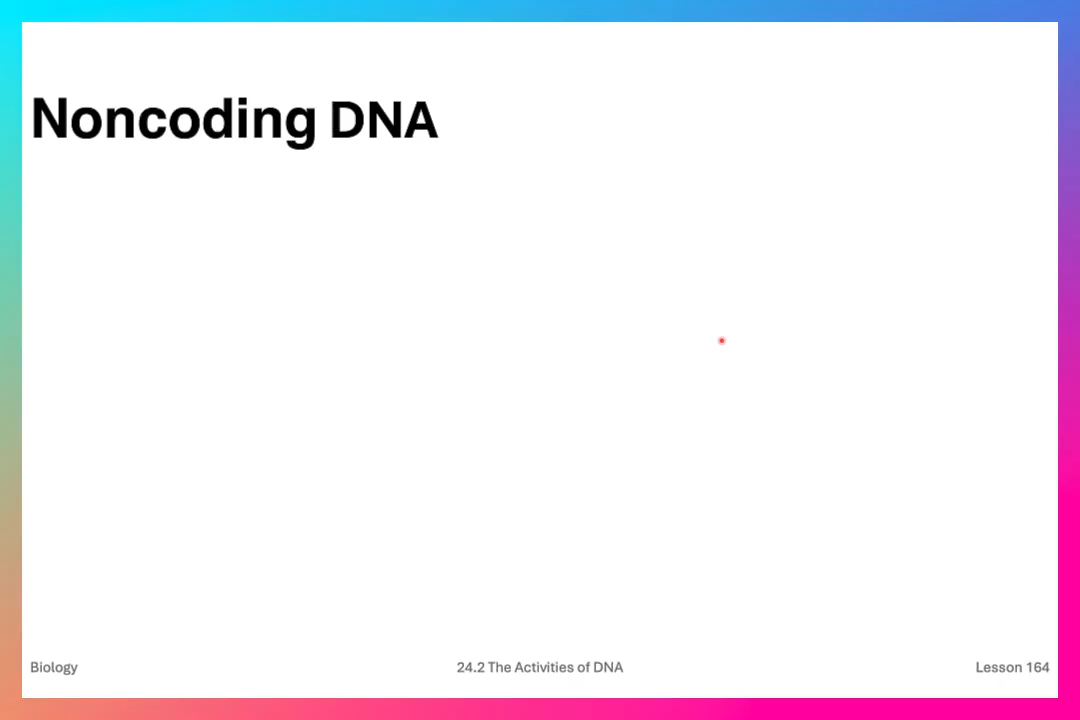 Noncoding DNA
Biology
24.2 The Activities of DNA
Lesson 164